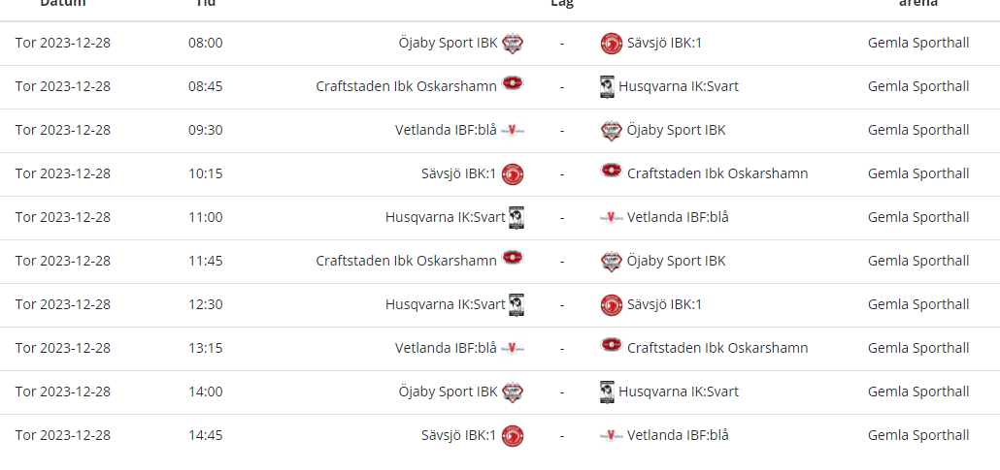 Datum Tid Lag arena
Tor 2023-12-28 08:00 Öjaby Sport IBK - Sävsjö IBK:1 Gemla Sporthall
Tor 2023-12-28 08:45 Craftstaden Ibk Oskarshamn - Husqvarna IK:Svart Gemla Sporthall
Tor 2023-12-28 09:30 Vetlanda IBF:blå - Öjaby Sport IBK Gemla Sporthall
Tor 2023-12-28 10:15 Sävsjö IBK:1 - Craftstaden Ibk Oskarshamn Gemla Sporthall
Tor 2023-12-28 11:00 Husqvarna IK:Svart - Vetlanda IBF:blå Gemla Sporthall
Tor 2023-12-28 11:45 Craftstaden Ibk Oskarshamn - Öjaby Sport IBK Gemla Sporthall
Tor 2023-12-28 12:30 Husqvarna IK:Svart - Sävsjö IBK:1 Gemla Sporthall
Tor 2023-12-28 13:15 Vetlanda IBF:blå - Craftstaden Ibk Oskarshamn Gemla Sporthall
Tor 2023-12-28 14:00 Öjaby Sport IBK - Husqvarna IK:Svart Gemla Sporthall
Tor 2023-12-28 14:45 Sävsjö IBK:1 - Vetlanda IBF:blå Gemla Sporthall